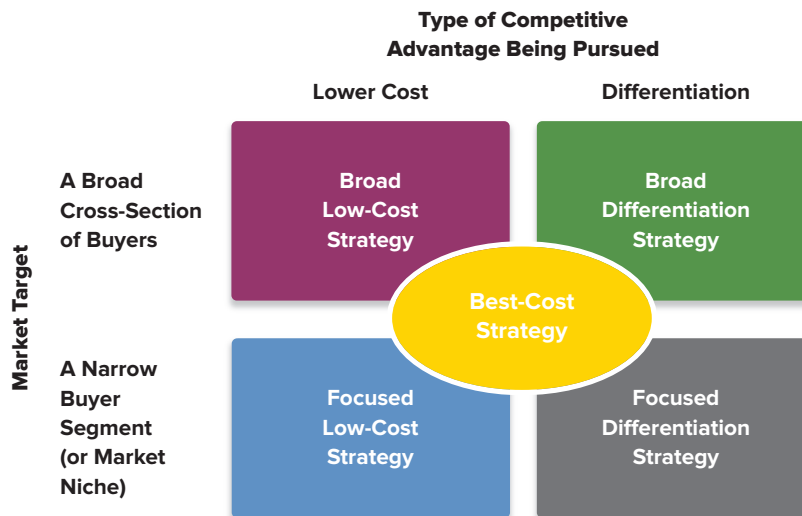 Type of Competitive
Advantage Being Pursued
Lower Cost
Differentiation
Market Target
A Broad
Cross-Section
of Buyers
Broad
Low-Cost
Strategy
Broad
Differentiation
Strategy
Best-Cost
Strategy
A Narrow
Buyer
Segment
(or Market
Niche)
Focused
Low-Cost
Strategy
Focused
Differentiation
Strategy